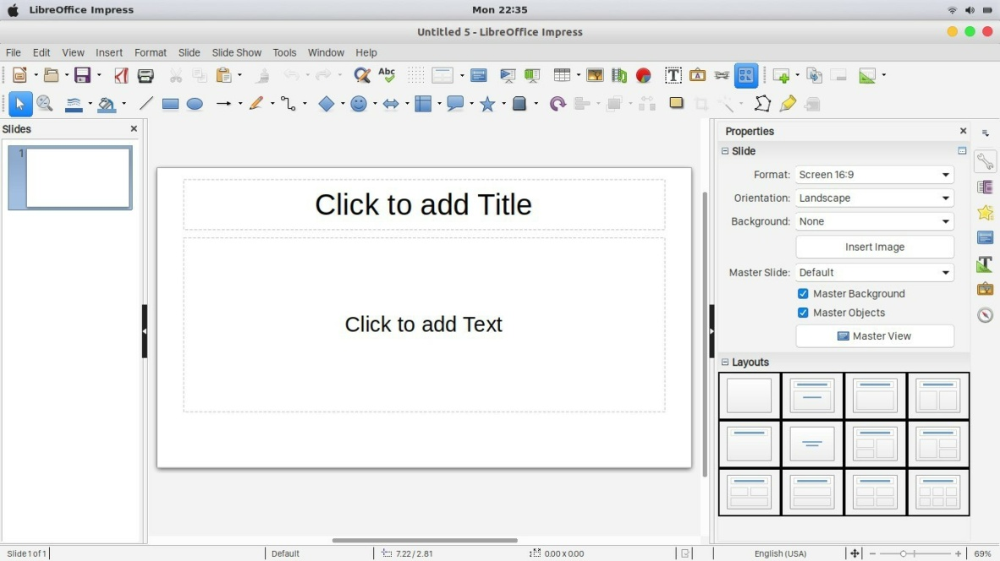 LibreOffice Impress
Mon 22:35
Untitled 5 - LibreOffice Impress
File Edit View Insert Format Slide Slide Show Tools Window Help
Abc
Slides
1
Click to add Title
Click to add Text
Properties
Slide
Format: Screen 16:9
Orientation: Landscape
Background: None
Insert Image
Master Slide: Default
Master Background
Master Objects
Master View
Layouts
Slide 1 of 1
Default
7.22 / 2.81
0.00 x 0.00
English (USA)
69%